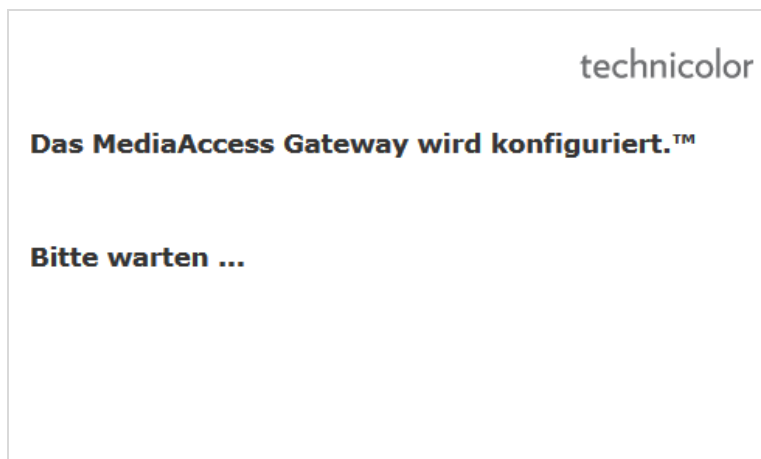 technicolor
Das MediaAccess Gateway wird konfiguriert.™
Bitte warten ...